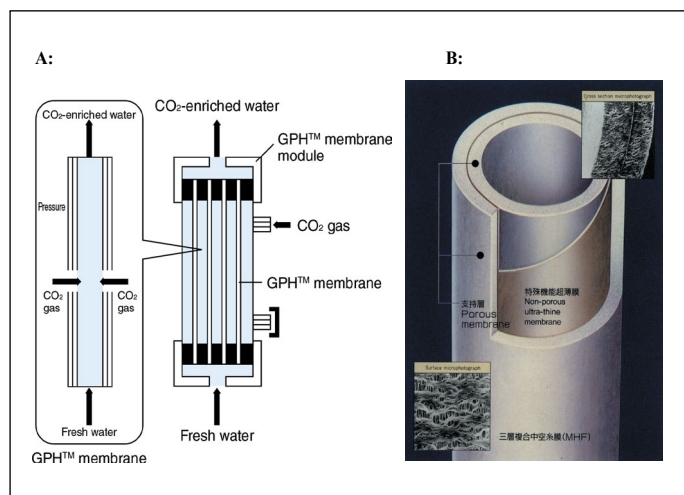 A:
B:
CO2-enriched water
CO2-enriched water
GPH™ membrane
module
Pressure
CO2 gas
CO2
gas
CO2
gas
GPH™ membrane
Fresh water
Fresh water
GPH™ membrane
Cross section microphotograph
支持層
Porous
membrane
特殊機能超薄膜
Non-porous
ultra-thine
membrane
Surface microphotograph
三層複合中空糸膜(MHF)